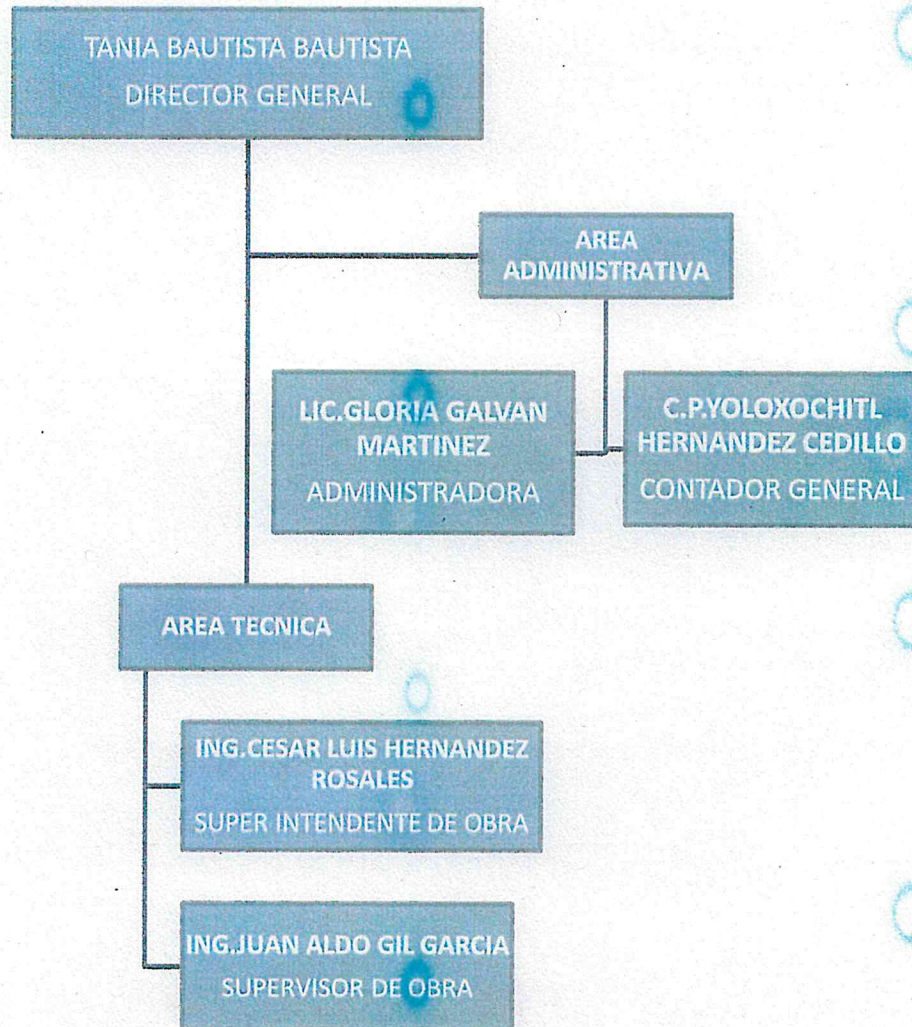 TANIA BAUTISTA BAUTISTA
DIRECTOR GENERAL
AREA
ADMINISTRATIVA
LIC.GLORIA GALVAN
MARTINEZ
ADMINISTRADORA
C.P.YOLOXOCHITL
HERNANDEZ CEDILLO
CONTADOR GENERAL
AREA TECNICA
ING.CESAR LUIS HERNANDEZ
ROSALES
SUPER INTENDENTE DE OBRA
ING.JUAN ALDO GIL GARCIA
SUPERVISOR DE OBRA